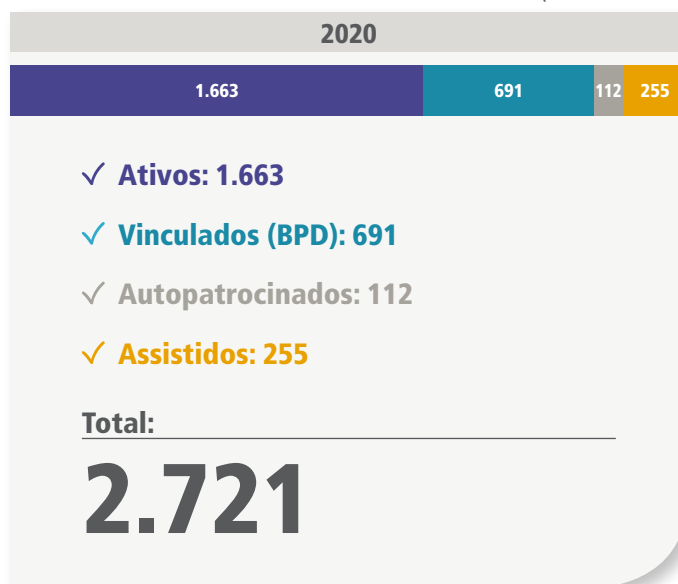 2020
1.663 691 112 255
Ativos: 1.663
Vinculados (BPD): 691
Autopatrocinados: 112
Assistidos: 255
Total:
2.721